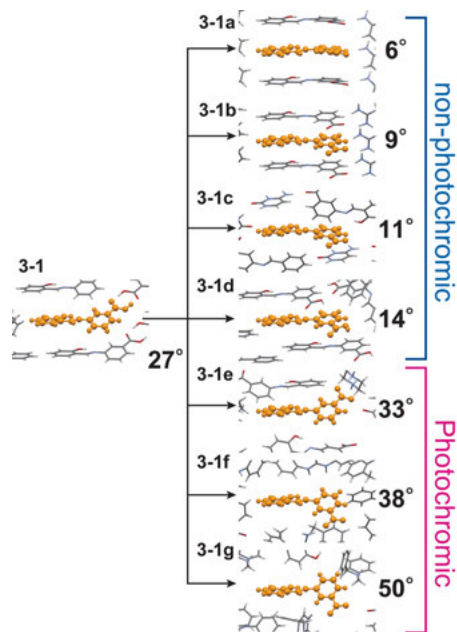 3-1a
6°
3-1b
9°
3-1c
11°
3-1
27°
3-1d
14°
3-1e
33°
3-1f
38°
3-1g
50°
non-photochromic
Photochromic